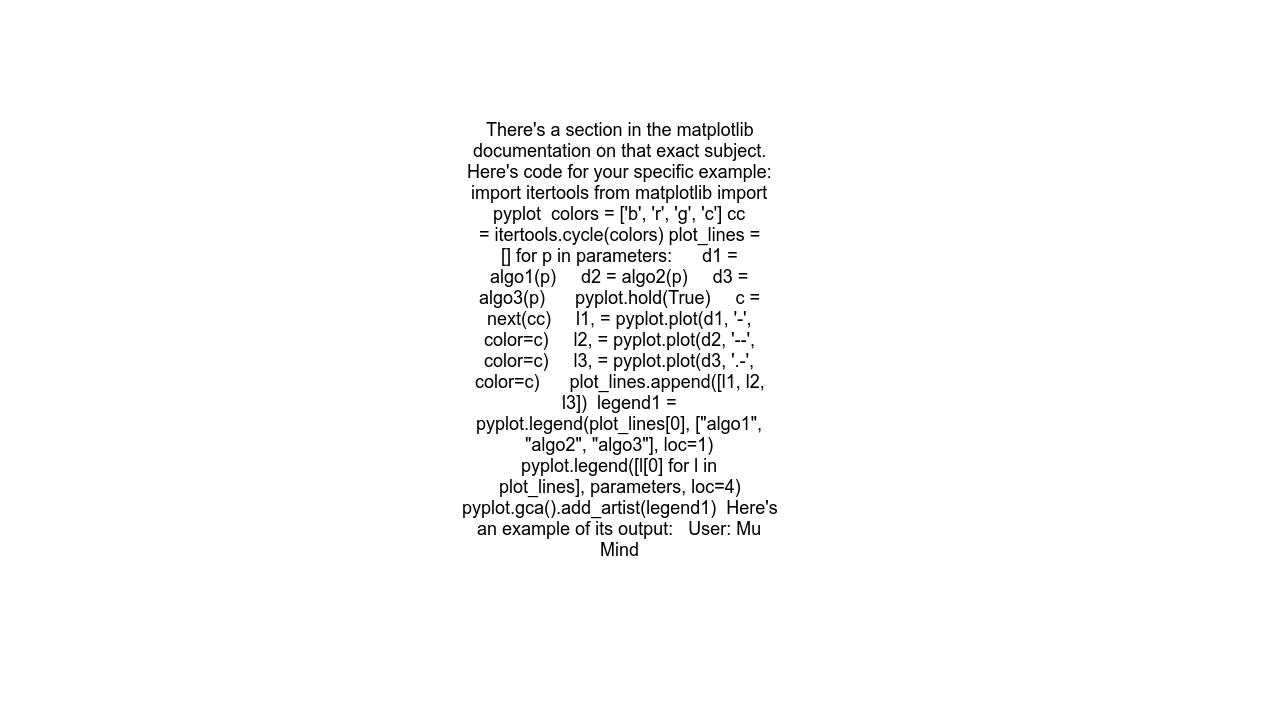 There's a section in the matplotlib
documentation on that exact subject.
Here's code for your specific example:
import itertools from matplotlib import
pyplot  colors = ['b', 'r', 'g', 'c'] cc
= itertools.cycle(colors) plot_lines =
[] for p in parameters:      d1 =
algo1(p)     d2 = algo2(p)     d3 =
algo3(p)      pyplot.hold(True)     c =
next(cc)     l1, = pyplot.plot(d1, '-',
color=c)     l2, = pyplot.plot(d2, '--',
color=c)     l3, = pyplot.plot(d3, '.-',
color=c)      plot_lines.append([l1, l2,
l3])  legend1 =
pyplot.legend(plot_lines[0], ["algo1",
"algo2", "algo3"], loc=1)
pyplot.legend([l[0] for l in
plot_lines], parameters, loc=4)
pyplot.gca().add_artist(legend1)  Here's
an example of its output:   User: Mu
Mind